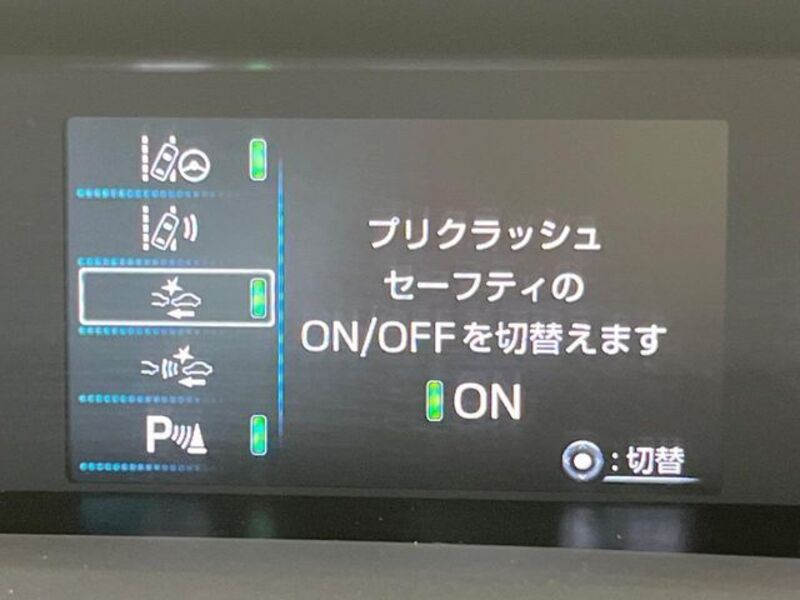 プリクラッシュ
セーフティの
ON/OFFを切替えます
ON
P
:切替